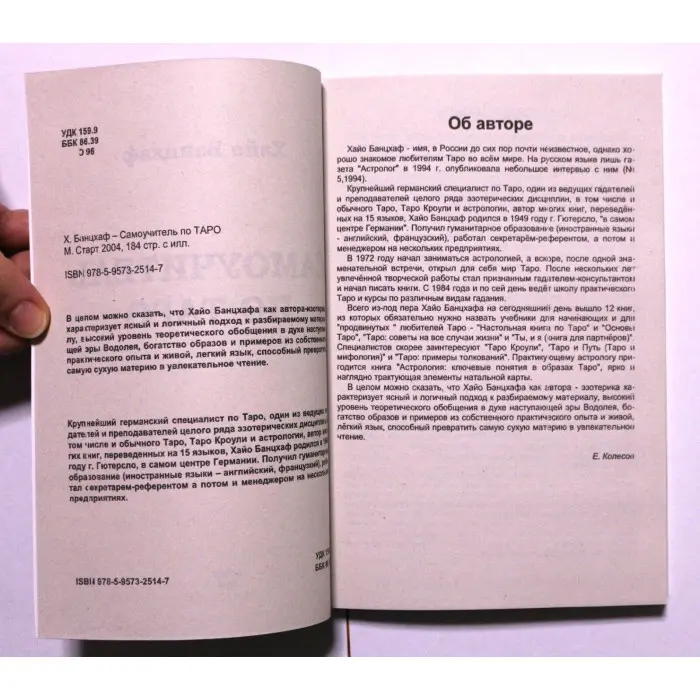 УДК 159.9
ББК 86.39
Э 96
Х. Банцхаф – Самоучитель по ТАРО
М. Старт 2004, 184 стр. с илл.
ISBN 978-5-9573-2514-7
В целом можно сказать, что Хайо Банцхафа как автора-эзотер
характеризует ясный и логичный подход к разбираемому матери
лу, высокий уровень теоретического обобщения в духе наступа
щей эры Водолея, богатство образов и примеров из собственног
практического опыта и живой, легкий язык, способный преврати
самую сухую материю в увлекательное чтение.
Крупнейший германский специалист по Таро, один из ведущих
дателей и преподавателей целого ряда эзотерических дисциплин
том числе и обычного Таро, Таро Кроули и астрологии, автор
гих книг, переведенных на 15 языков, Хайо Банцхаф родился в
году г. Гютерсло, в самом центре Германии. Получил гуманитар
образование (иностранные языки – английский, французский),
тал секретарем-референтом а потом и менеджером на нескольк
предприятиях.
УДК
ББК
ISBN 978-5-9573-2514-7
Об авторе
Хайо Банцхаф - имя, в России до сих пор почти неизвестное, однако хо-
рошо знакомое любителям Таро во всём мире. На русском языке лишь га-
зета "Астролог" в 1994 г. опубликовала небольшое интервью с ним (№
5,1994).
Крупнейший германский специалист по Таро, один из ведущих гадателей
и преподавателей целого ряда эзотерических дисциплин, в том числе и
обычного Таро, Таро Кроули и астрологии, автор многих книг, переведён-
ных на 15 языков, Хайо Банцхаф родился в 1949 году г. Гютерсло, "в самом
центре Германии". Получил гуманитарное образование (иностранные языки
- английский, французский), работал секретарём-референтом, а потом и
менеджером на нескольких предприятиях.
В 1972 году начал заниматься астрологией, а вскоре, после одной зна-
менательной встречи, открыл для себя мир Таро. После нескольких лет
увлечённой творческой работы стал признанным гадателем-консультантом
и начал писать книги. С 1984 года и по сей день ведёт школу практического
Таро и курсы по различным видам гадания.
Всего из-под пера Хайо Банцхафа на сегодняшний день вышло 12 книг,
из которых обязательно нужно назвать учебники для начинающих и для
"продвинутых " любителей Таро - "Настольная книга по Таро" и "Основы
Таро", "Таро: советы на все случаи жизни" и "Ты, и я (книга для партнёров)".
Специалистов скорее заинтересуют "Таро Кроули", "Таро и Путь (Таро и
мифология)" и "Таро: примеры толкований". Практикующему астрологу при-
годится книга "Астрология: ключевые понятия в образах Таро", ярко и
наглядно трактующая элементы натальной карты.
В целом можно сказать, что Хайо Банцхафа как автора - эзотерика ха-
рактеризует ясный и логичный подход к разбираемому материалу, высокий
уровень теоретического обобщения в духе наступающей эры Водолея, бо-
гатство образов и примеров из собственного практического опыта и живой,
лёгкий язык, способный превратить самую сухую материю в увлекательное
чтение.
Е. Колесов